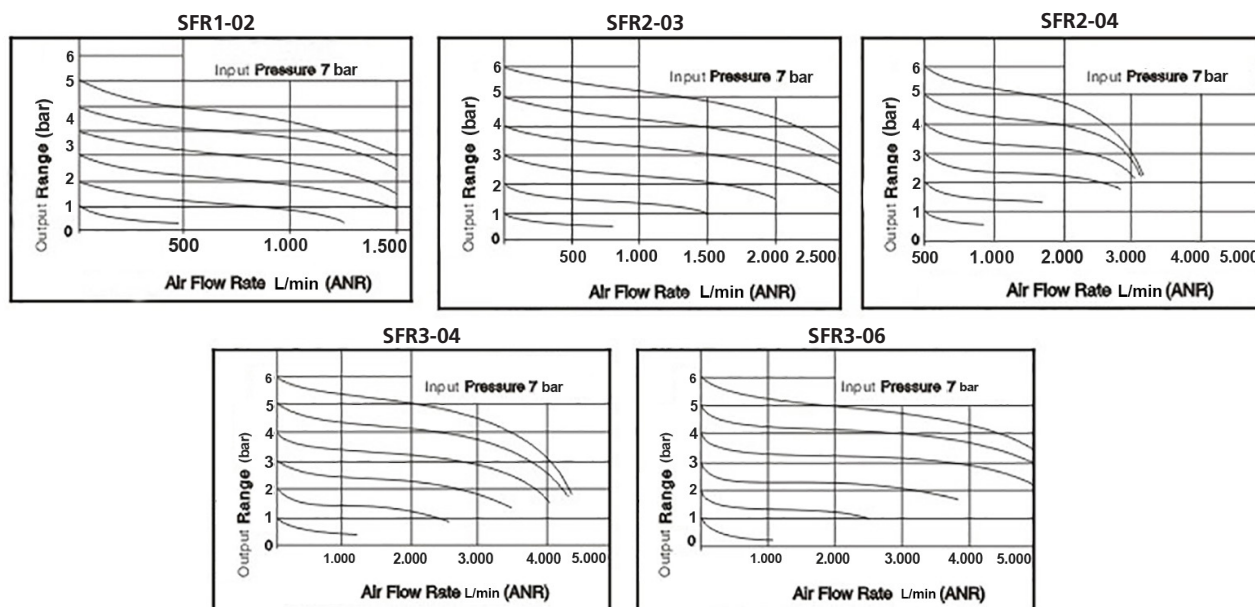 SFR1-02
Input Pressure 7 bar
Output Range (bar)
6
5
4
3
2
1
0
500 1.000 1.500
Air Flow Rate L/min (ANR)
SFR2-03
Input Pressure 7 bar
Output Range (bar)
6
5
4
3
2
1
0
500 1.000 1.500 2.000 2.500
Air Flow Rate L/min (ANR)
SFR2-04
Input Pressure 7 bar
Output Range (bar)
6
5
4
3
2
1
0
500 1.000 2.000 3.000 4.000 5.000
Air Flow Rate L/min (ANR)
SFR3-04
Input Pressure 7 bar
Output Range (bar)
6
5
4
3
2
1
0
1.000 2.000 3.000 4.000 5.000
Air Flow Rate L/min (ANR)
SFR3-06
Input Pressure 7 bar
Output Range (bar)
6
5
4
3
2
1
0
1.000 2.000 3.000 4.000 5.000
Air Flow Rate L/min (ANR)